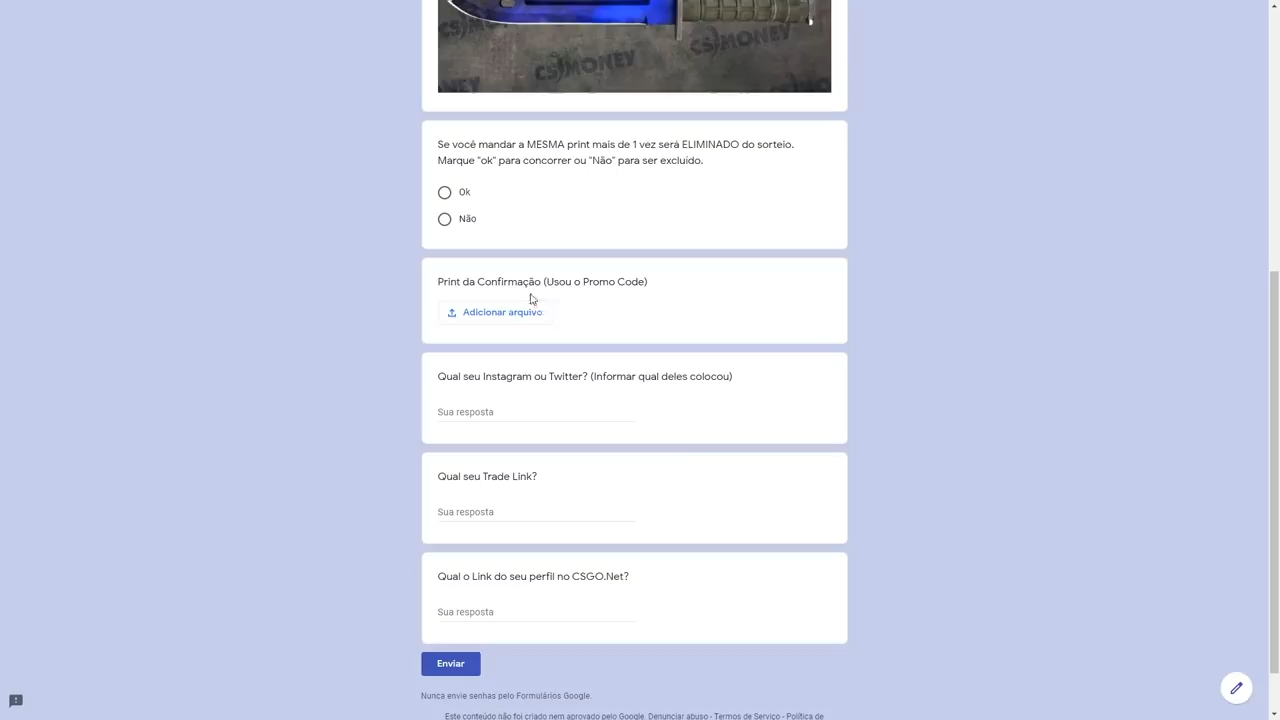 CS)MONEY
CS)MONEY
Se você mandar a MESMA print mais de 1 vez será ELIMINADO do sorteio.
Marque "ok" para concorrer ou "Não" para ser excluído.
Ok
Não
Print da Confirmação (Usou o Promo Code)
Adicionar arquivo
Qual seu Instagram ou Twitter? (Informar qual deles colocou)
Sua resposta
Qual seu Trade Link?
Sua resposta
Qual o Link do seu perfil no CSGO.Net?
Sua resposta
Enviar
Nunca envie senhas pelo Formulários Google.
Este conteúdo não foi criado nem aprovado pelo Google. Denunciar abuso - Termos de Serviço - Política de